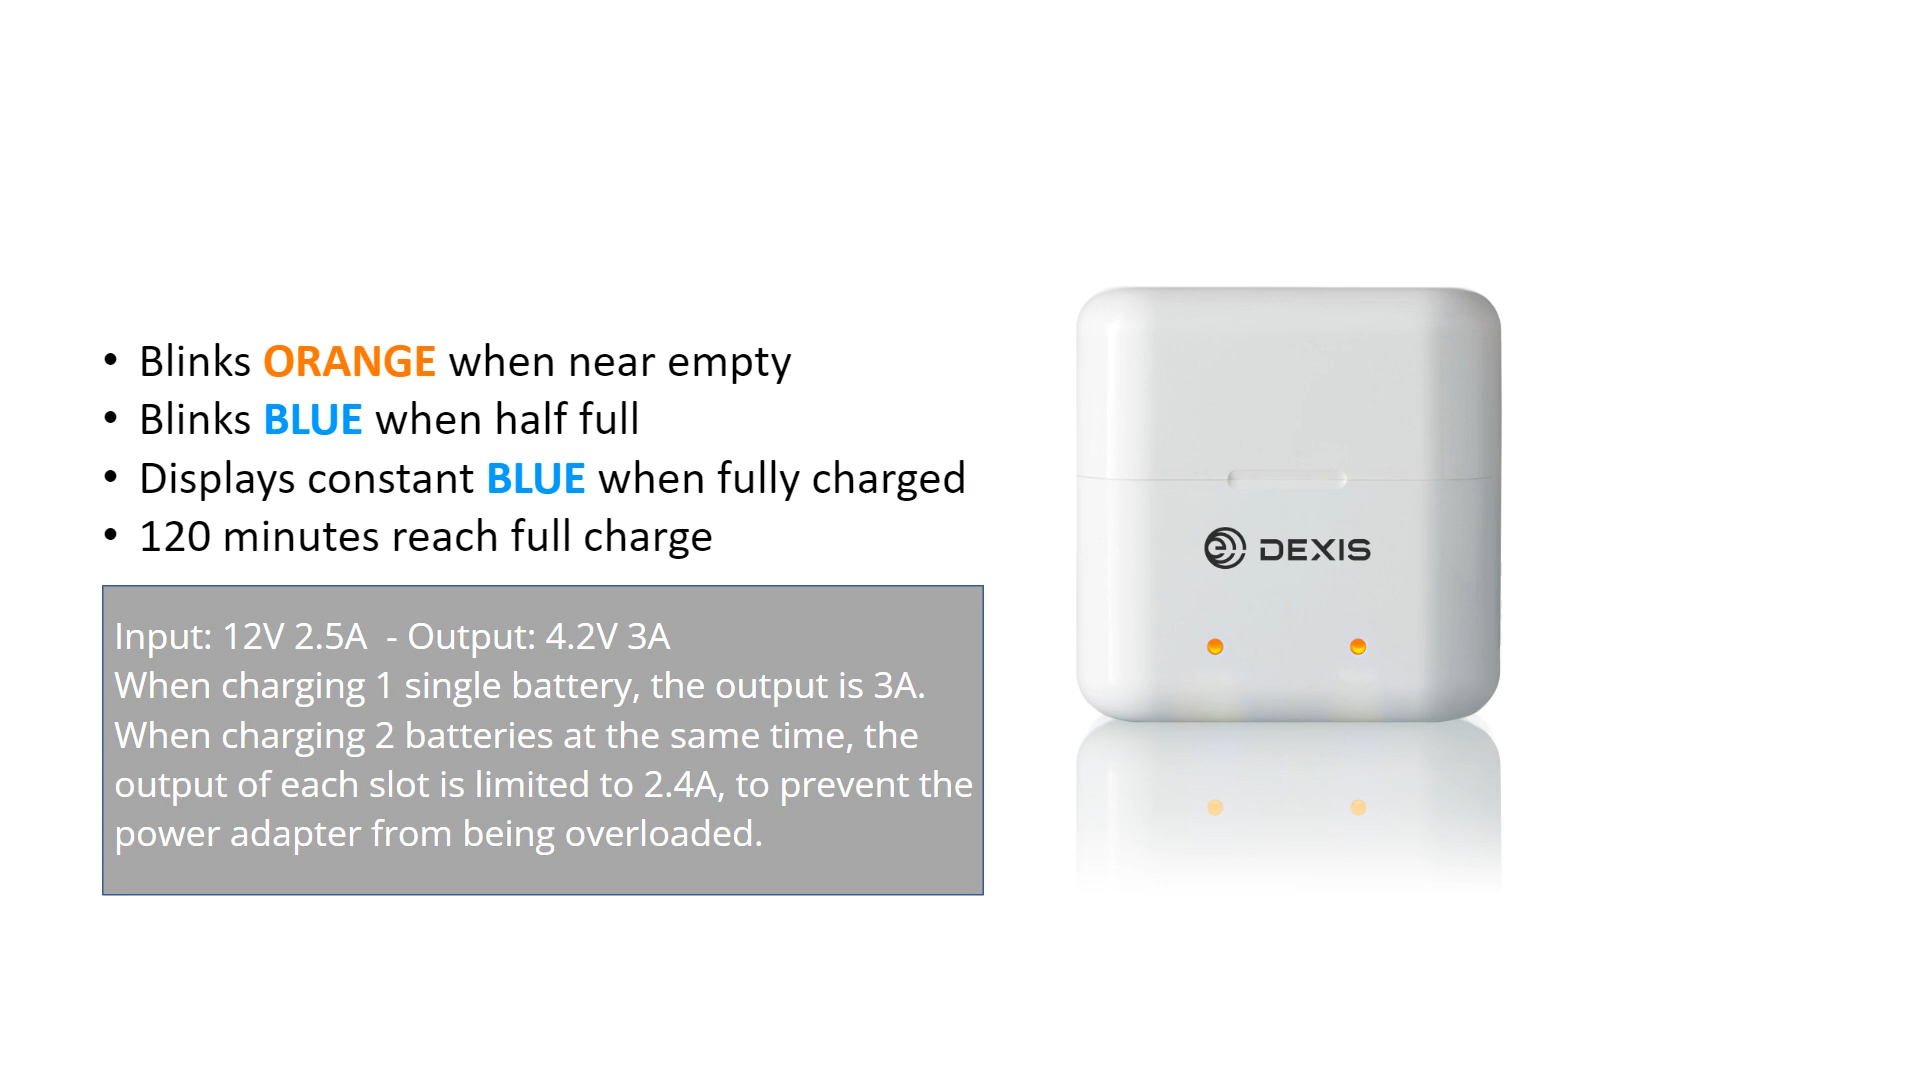 • Blinks ORANGE when near empty
• Blinks BLUE when half full
• Displays constant BLUE when fully charged
• 120 minutes reach full charge
Input: 12V 2.5A  - Output: 4.2V 3A
When charging 1 single battery, the output is 3A.
When charging 2 batteries at the same time, the
output of each slot is limited to 2.4A, to prevent the
power adapter from being overloaded.
DEXIS